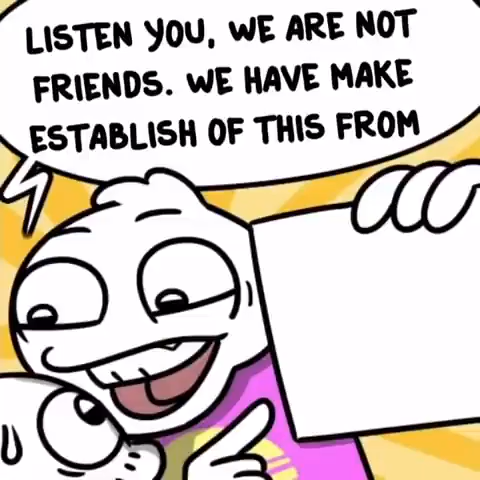 LISTEN YOU, WE ARE NOT
FRIENDS. WE HAVE MAKE
ESTABLISH OF THIS FROM